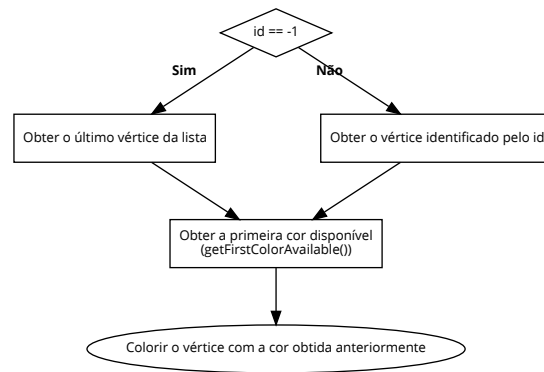 id == -1
Sim
Não
Obter o último vértice da lista
Obter o vértice identificado pelo id
Obter a primeira cor disponível
(getFirstColorAvailable())
Colorir o vértice com a cor obtida anteriormente